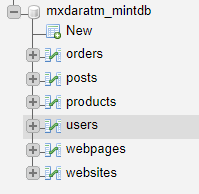 mxdaratm_mintdb
New
orders
posts
products
users
webpages
websites